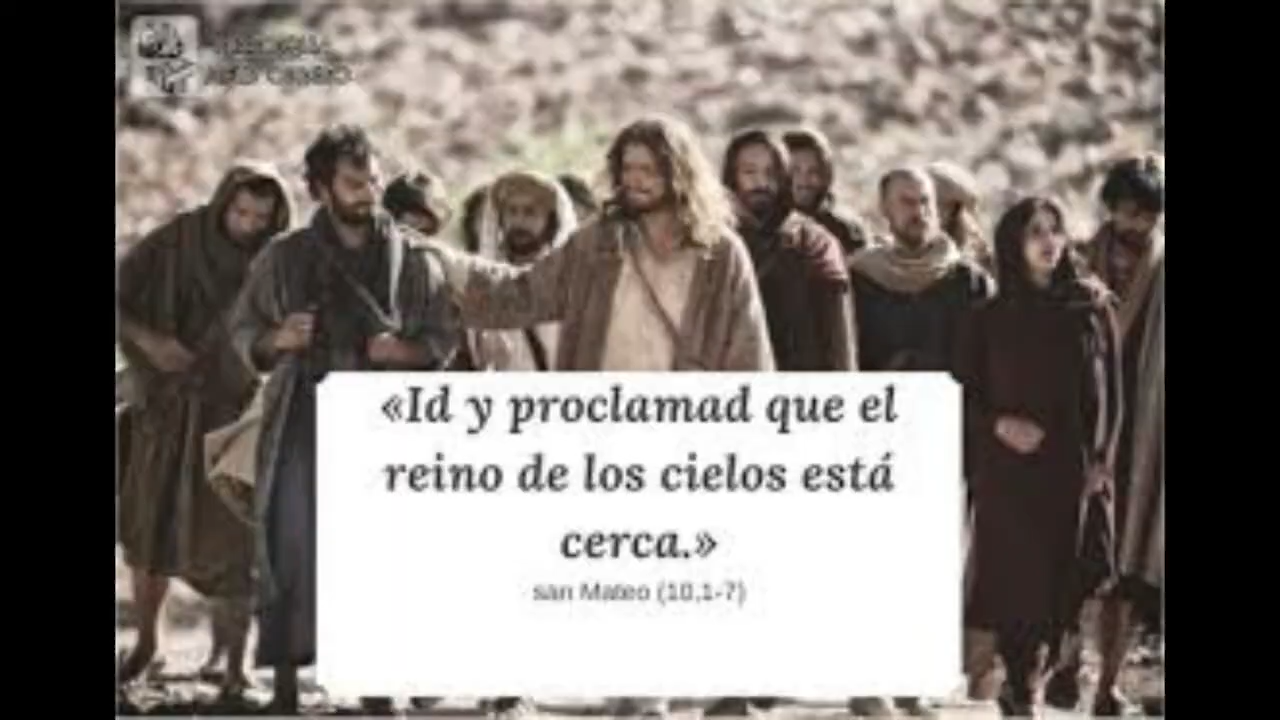 «Id y proclamad que el
reino de los cielos está
cerca.»
san Mateo (10,1-7)